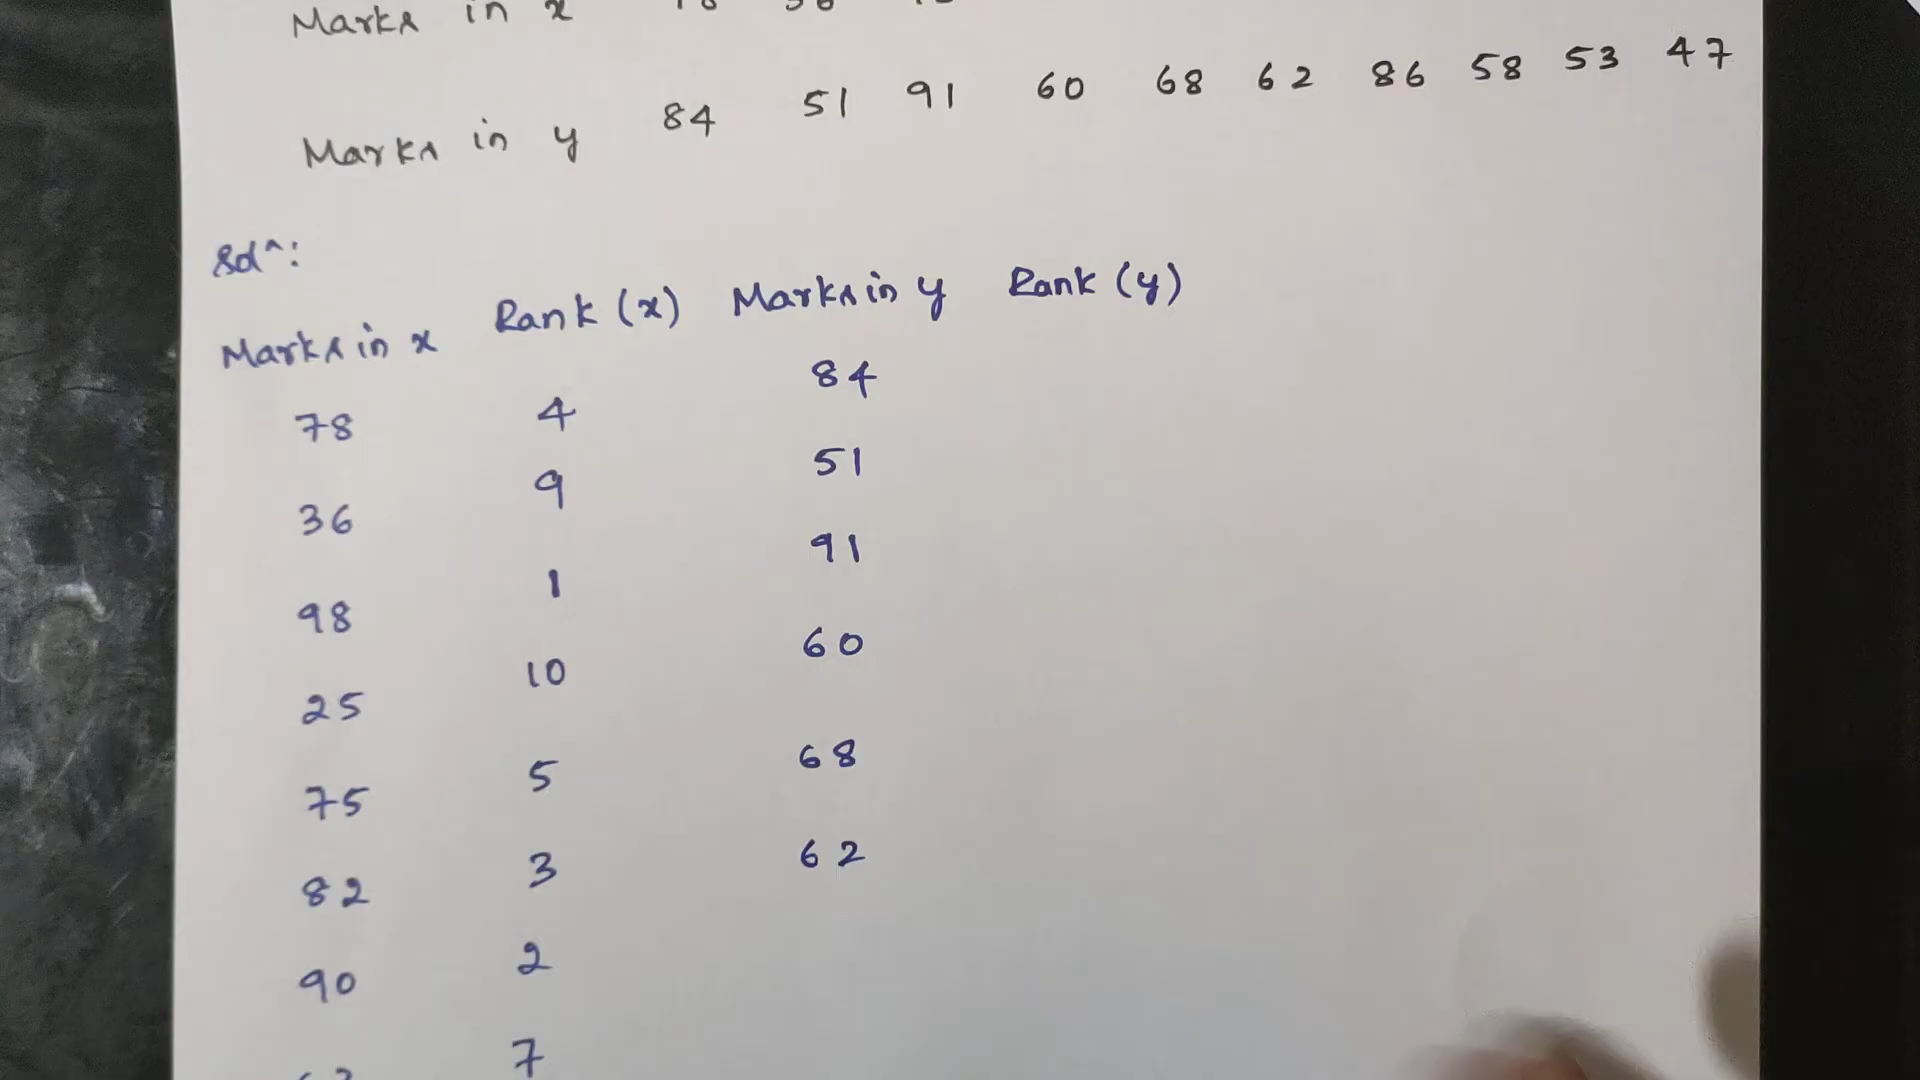 Marks in x
Marks in y 84 51 91 60 68 62 86 58 53 47
Soln:
Marks in x Rank (x) Marks in y Rank (y)
78 4 84
36 9 51
98 1 91
25 10 60
75 5 68
82 3 62
90 2
7